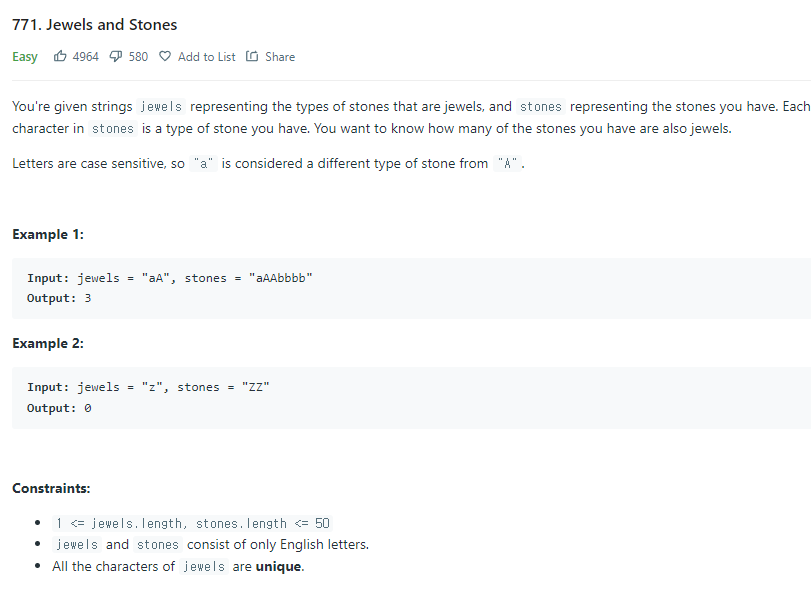 771. Jewels and Stones
Easy 4964 580 Add to List Share
You're given strings jewels representing the types of stones that are jewels, and stones representing the stones you have. Each
character in stones is a type of stone you have. You want to know how many of the stones you have are also jewels.
Letters are case sensitive, so "a" is considered a different type of stone from "A".
Example 1:
Input: jewels = "aA", stones = "aAAbbbb"
Output: 3
Example 2:
Input: jewels = "z", stones = "ZZ"
Output: 0
Constraints:
• 1 <= jewels.length, stones.length <= 50
• jewels and stones consist of only English letters.
• All the characters of jewels are unique.